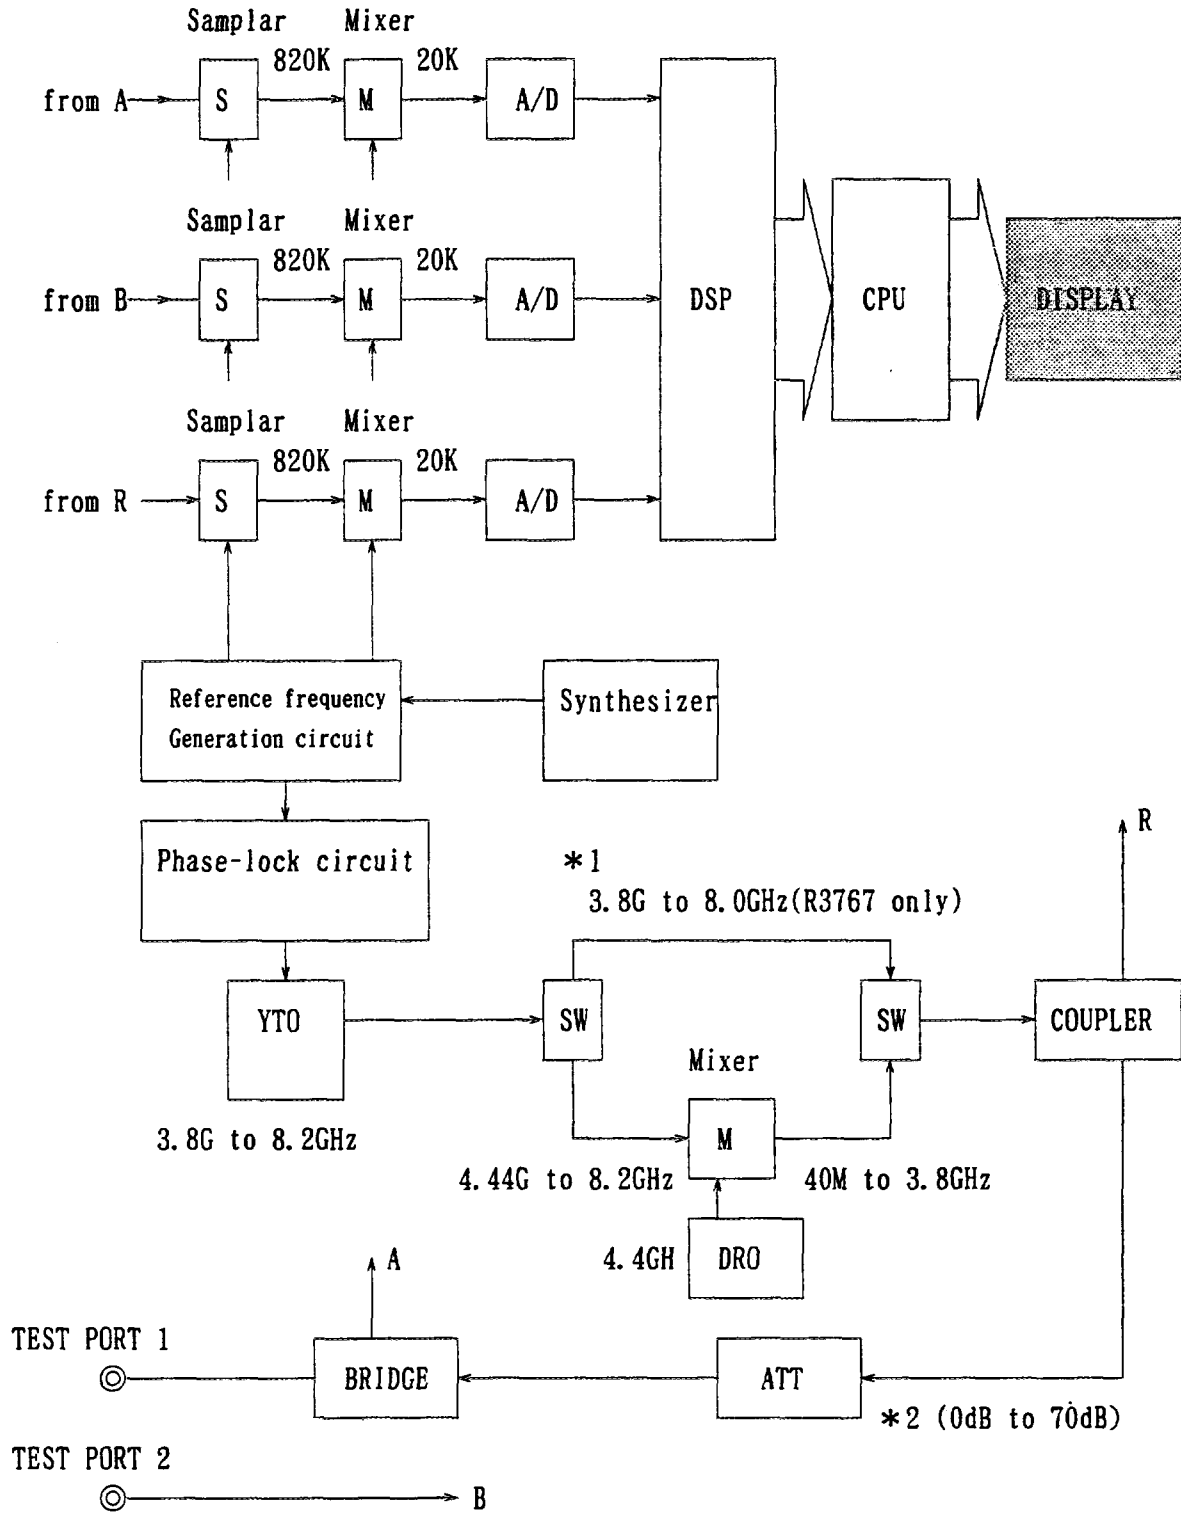 Samplar Mixer
820K 20K
from A S M A/D
Samplar Mixer
820K 20K
from B S M A/D DSP CPU DISPLAY
Samplar Mixer
820K 20K
from R S M A/D
Reference frequency
Generation circuit
Synthesizer
Phase-lock circuit
*1
3.8G to 8.0GHz(R3767 only)
R
YTO SW SW COUPLER
Mixer
3.8G to 8.2GHz
M
4.44G to 8.2GHz 40M to 3.8GHz
4.4GH DRO
A
TEST PORT 1
BRIDGE ATT
*2 (0dB to 70dB)
TEST PORT 2
B